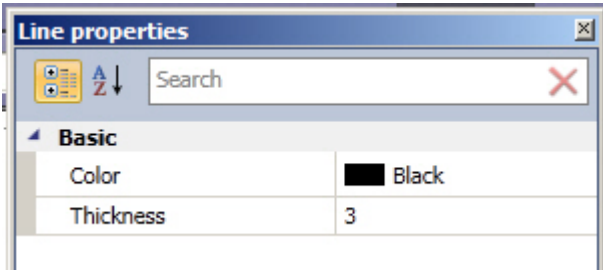 Line properties
A
Z
Search
Basic
Color Black
Thickness 3